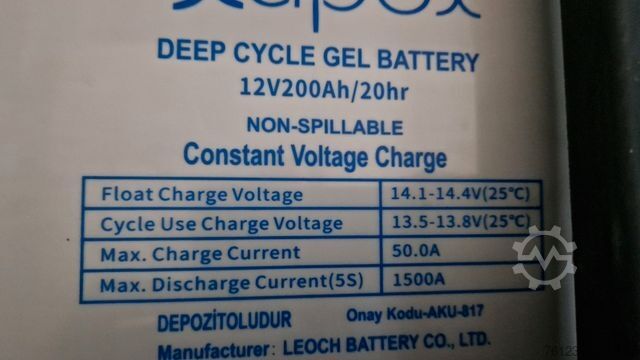 DEEP CYCLE GEL BATTERY
12V200Ah/20hr
NON-SPILLABLE
Constant Voltage Charge
Float Charge Voltage 14.1-14.4V(25℃)
Cycle Use Charge Voltage 13.5-13.8V(25℃)
Max. Charge Current 50.0A
Max. Discharge Current(5S) 1500A
DEPOZİTOLUDUR Onay Kodu-AKU-817
Manufacturer: LEOCH BATTERY CO., LTD.